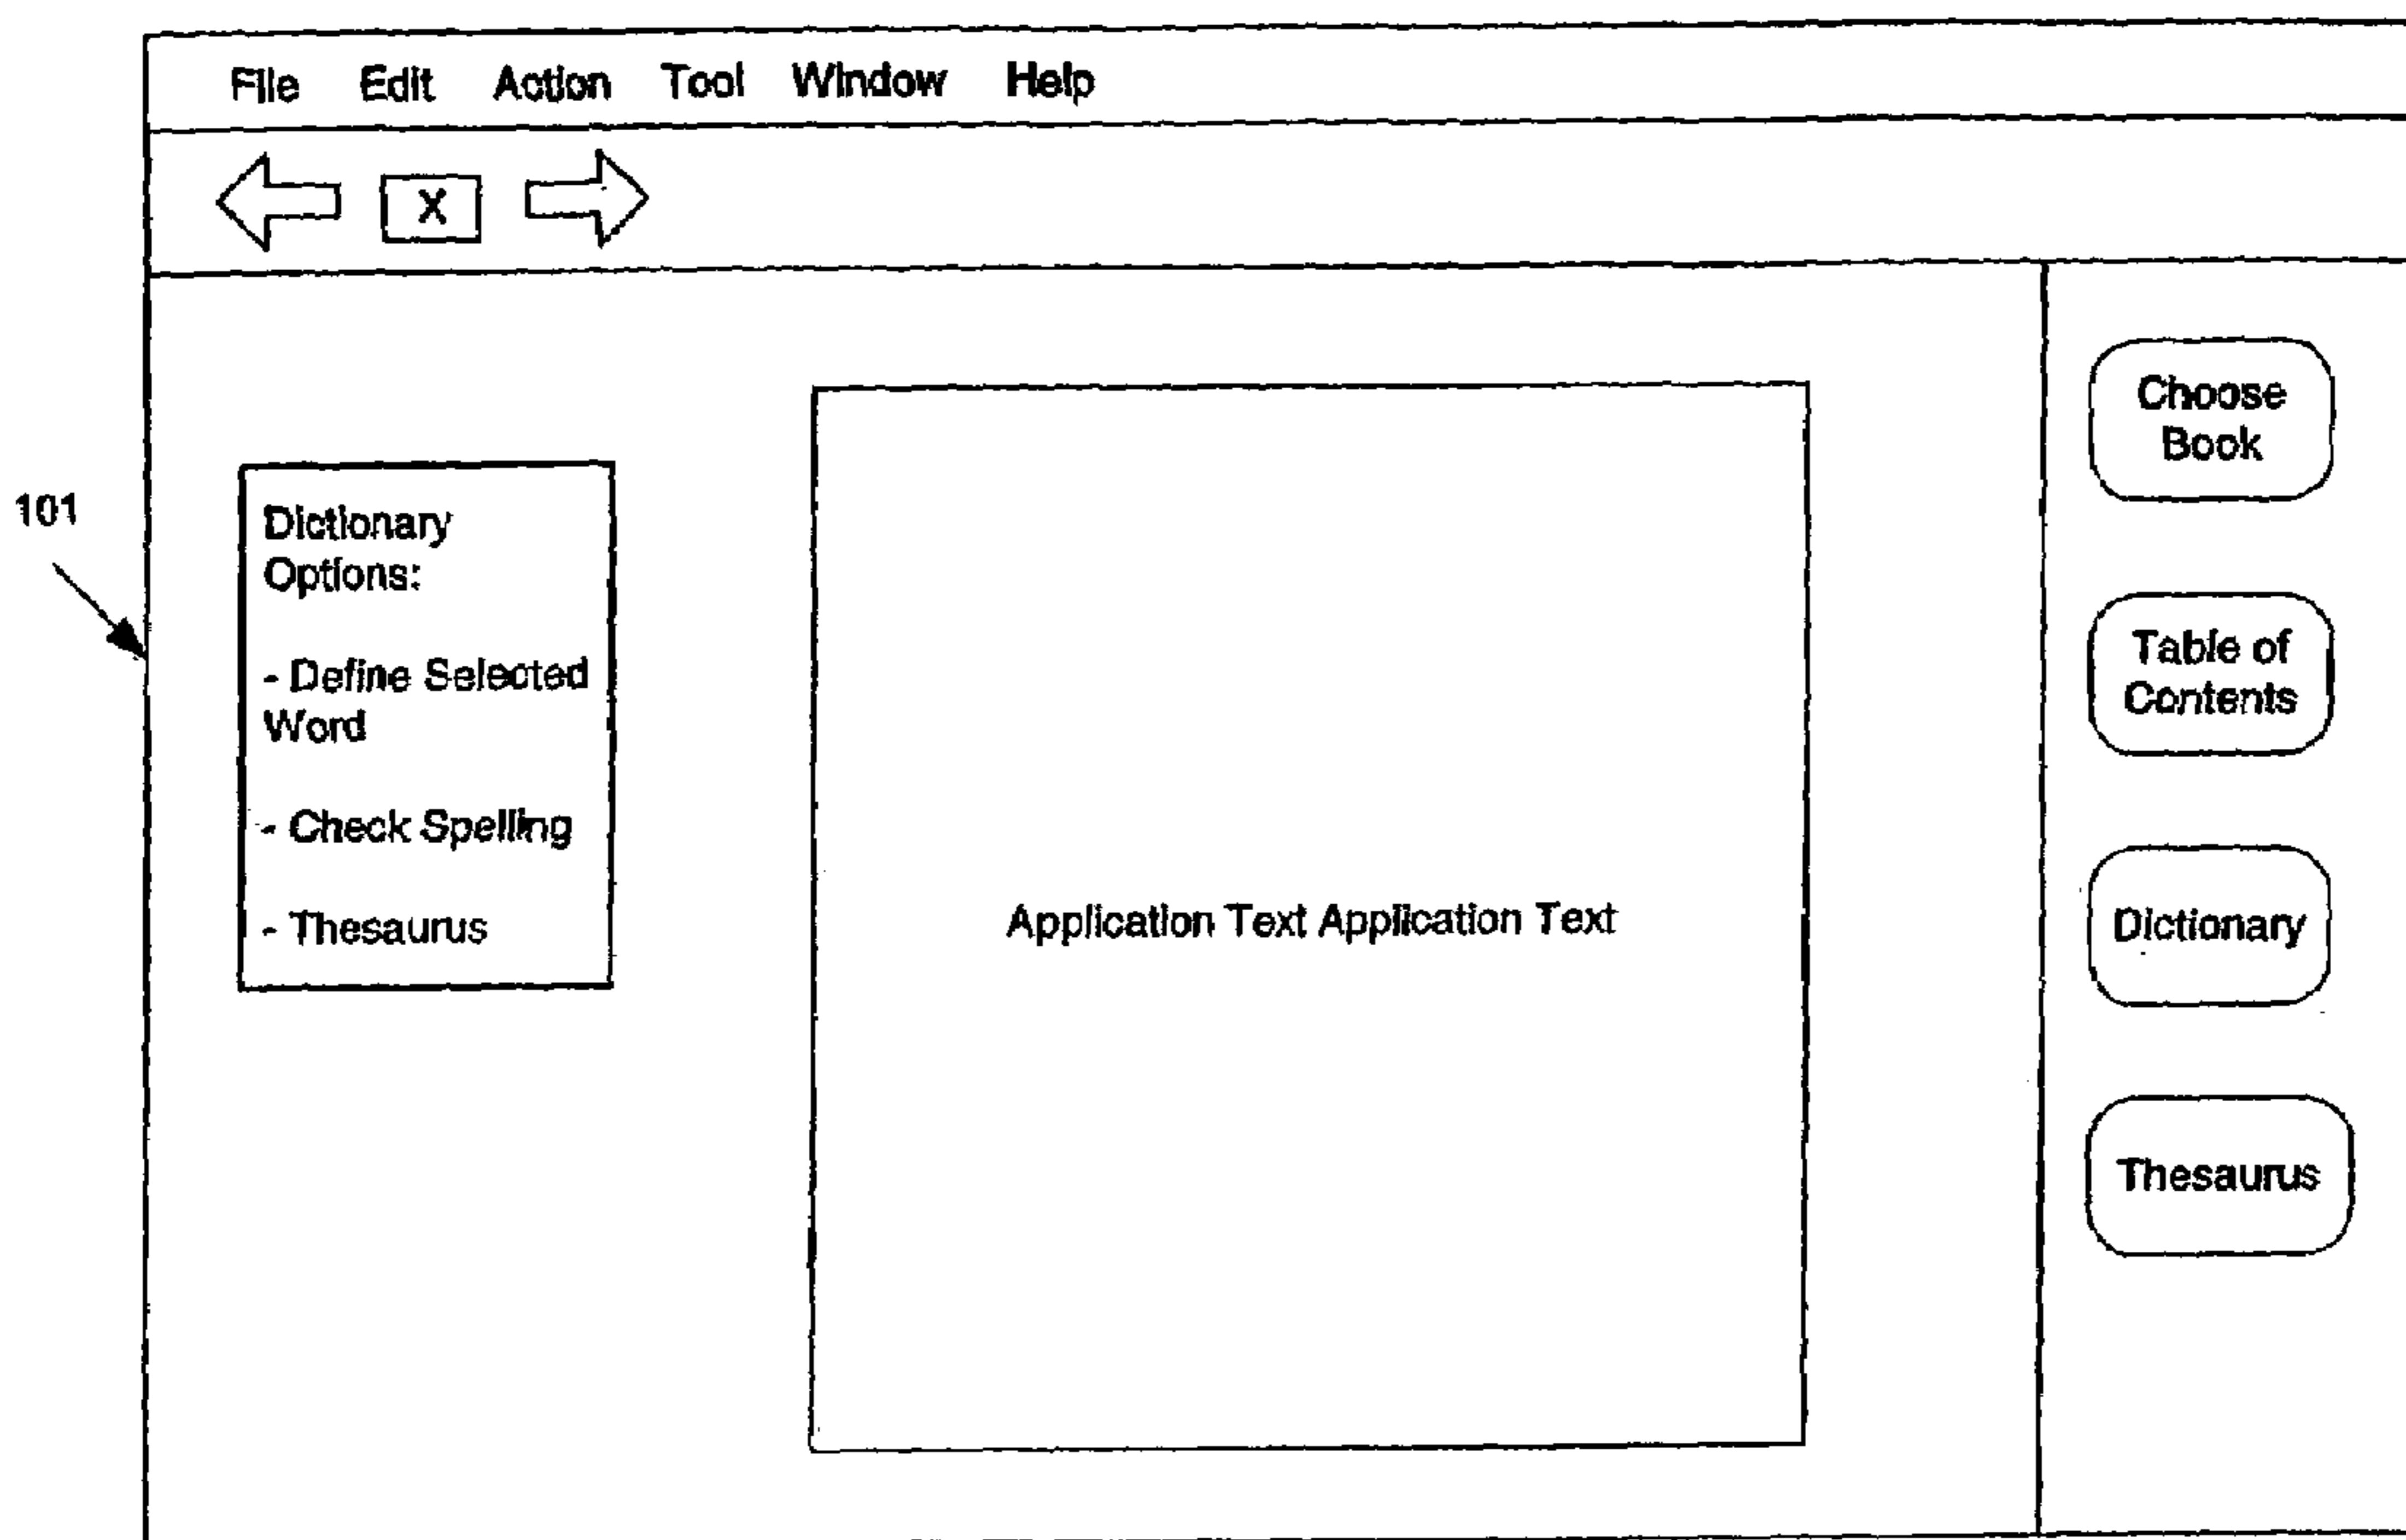 File Edit Action Tool Window Help
X
101
Dictionary
Options:
- Define Selected
Word
- Check Spelling
- Thesaurus
Application Text Application Text
Choose
Book
Table of
Contents
Dictionary
Thesaurus